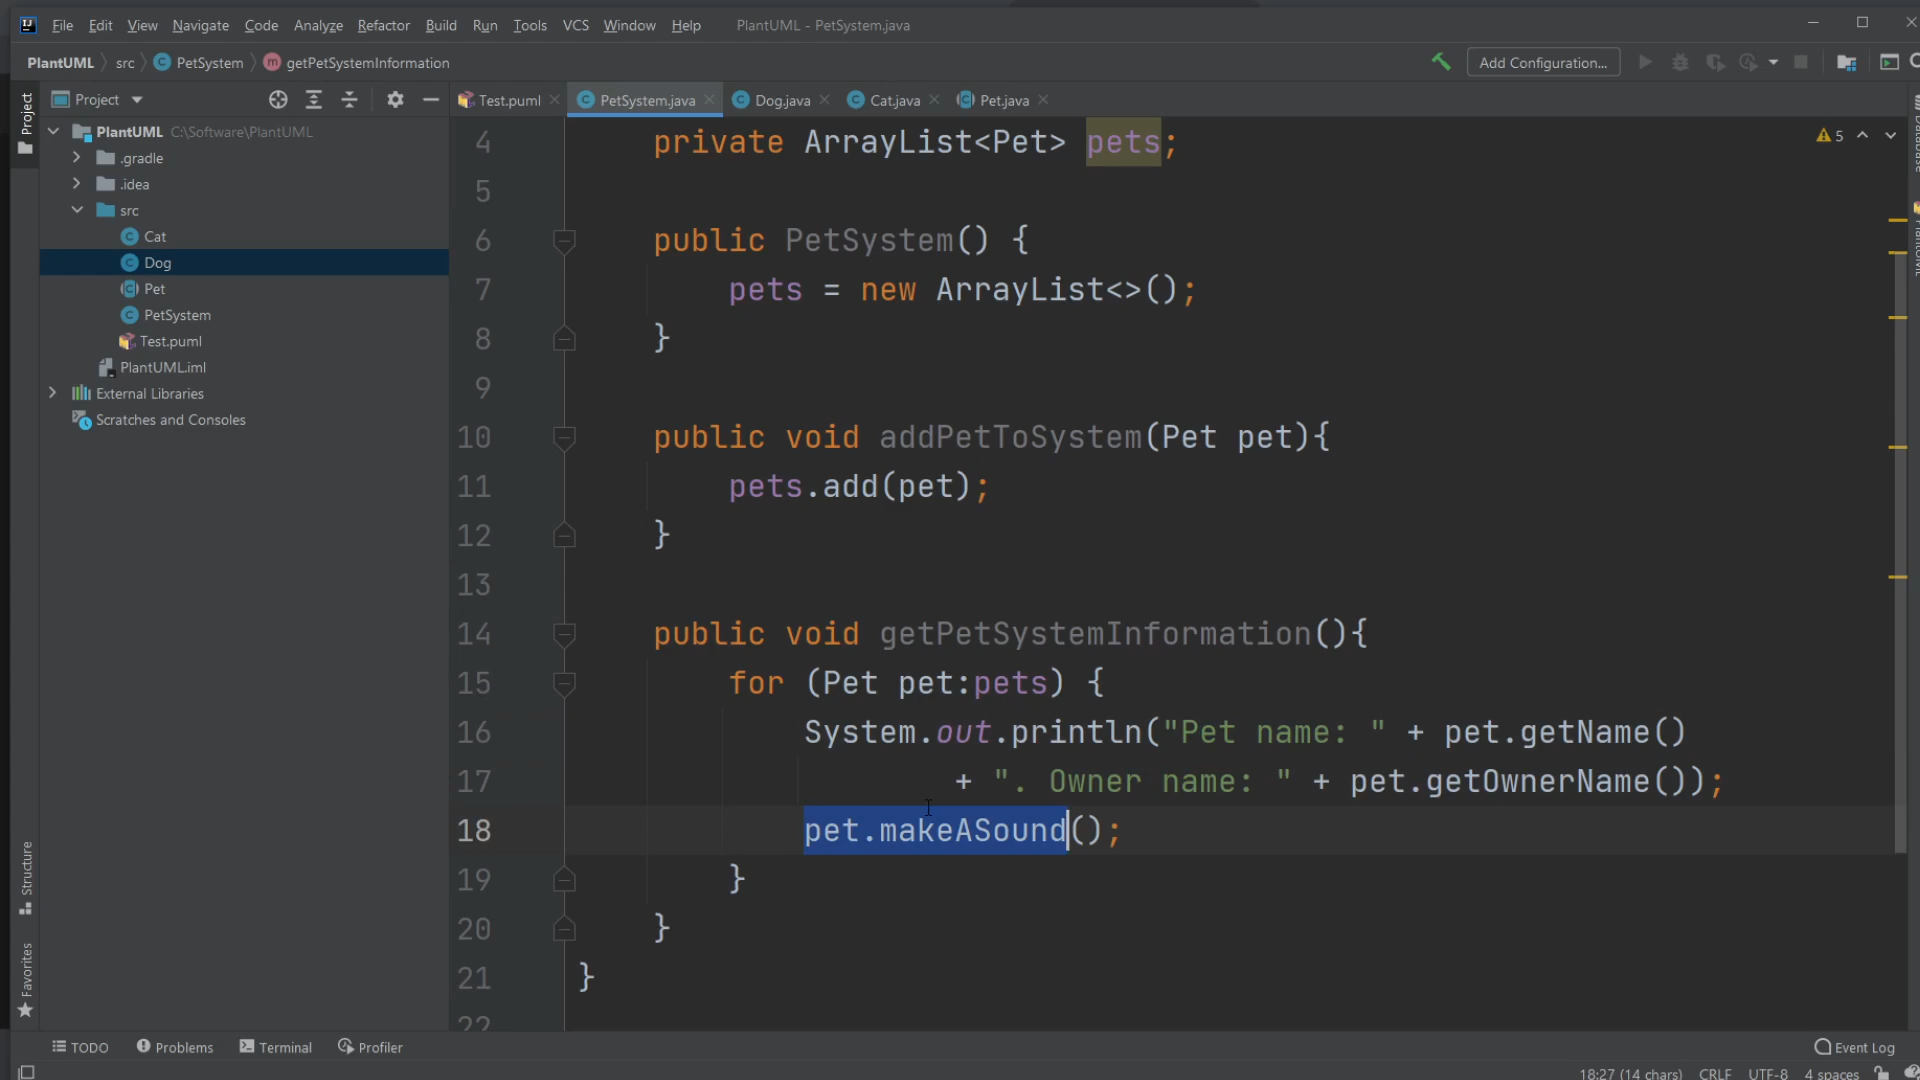 File Edit View Navigate Code Analyze Refactor Build Run Tools VCS Window Help PlantUML - PetSystem.java
PlantUML src PetSystem getPetSystemInformation Add Configuration...
Project
Project
Test.puml PetSystem.java Dog.java Cat.java Pet.java
PlantUML C:\Software\PlantUML
.gradle
.idea
src
Cat
Dog
Pet
PetSystem
Test.puml
PlantUML.iml
External Libraries
Scratches and Consoles
Structure
Favorites
5
Database
PlantUML
4 private ArrayList<Pet> pets;
5
6 public PetSystem() {
7 pets = new ArrayList<>();
8 }
9
10 public void addPetToSystem(Pet pet){
11 pets.add(pet);
12 }
13
14 public void getPetSystemInformation(){
15 for (Pet pet:pets) {
16 System.out.println("Pet name: " + pet.getName()
17 + ". Owner name: " + pet.getOwnerName());
18 pet.makeASound();
19 }
20 }
21 }
22
TODO Problems Terminal Profiler Event Log
18:27 (14 chars) CRLF UTF-8 4 spaces